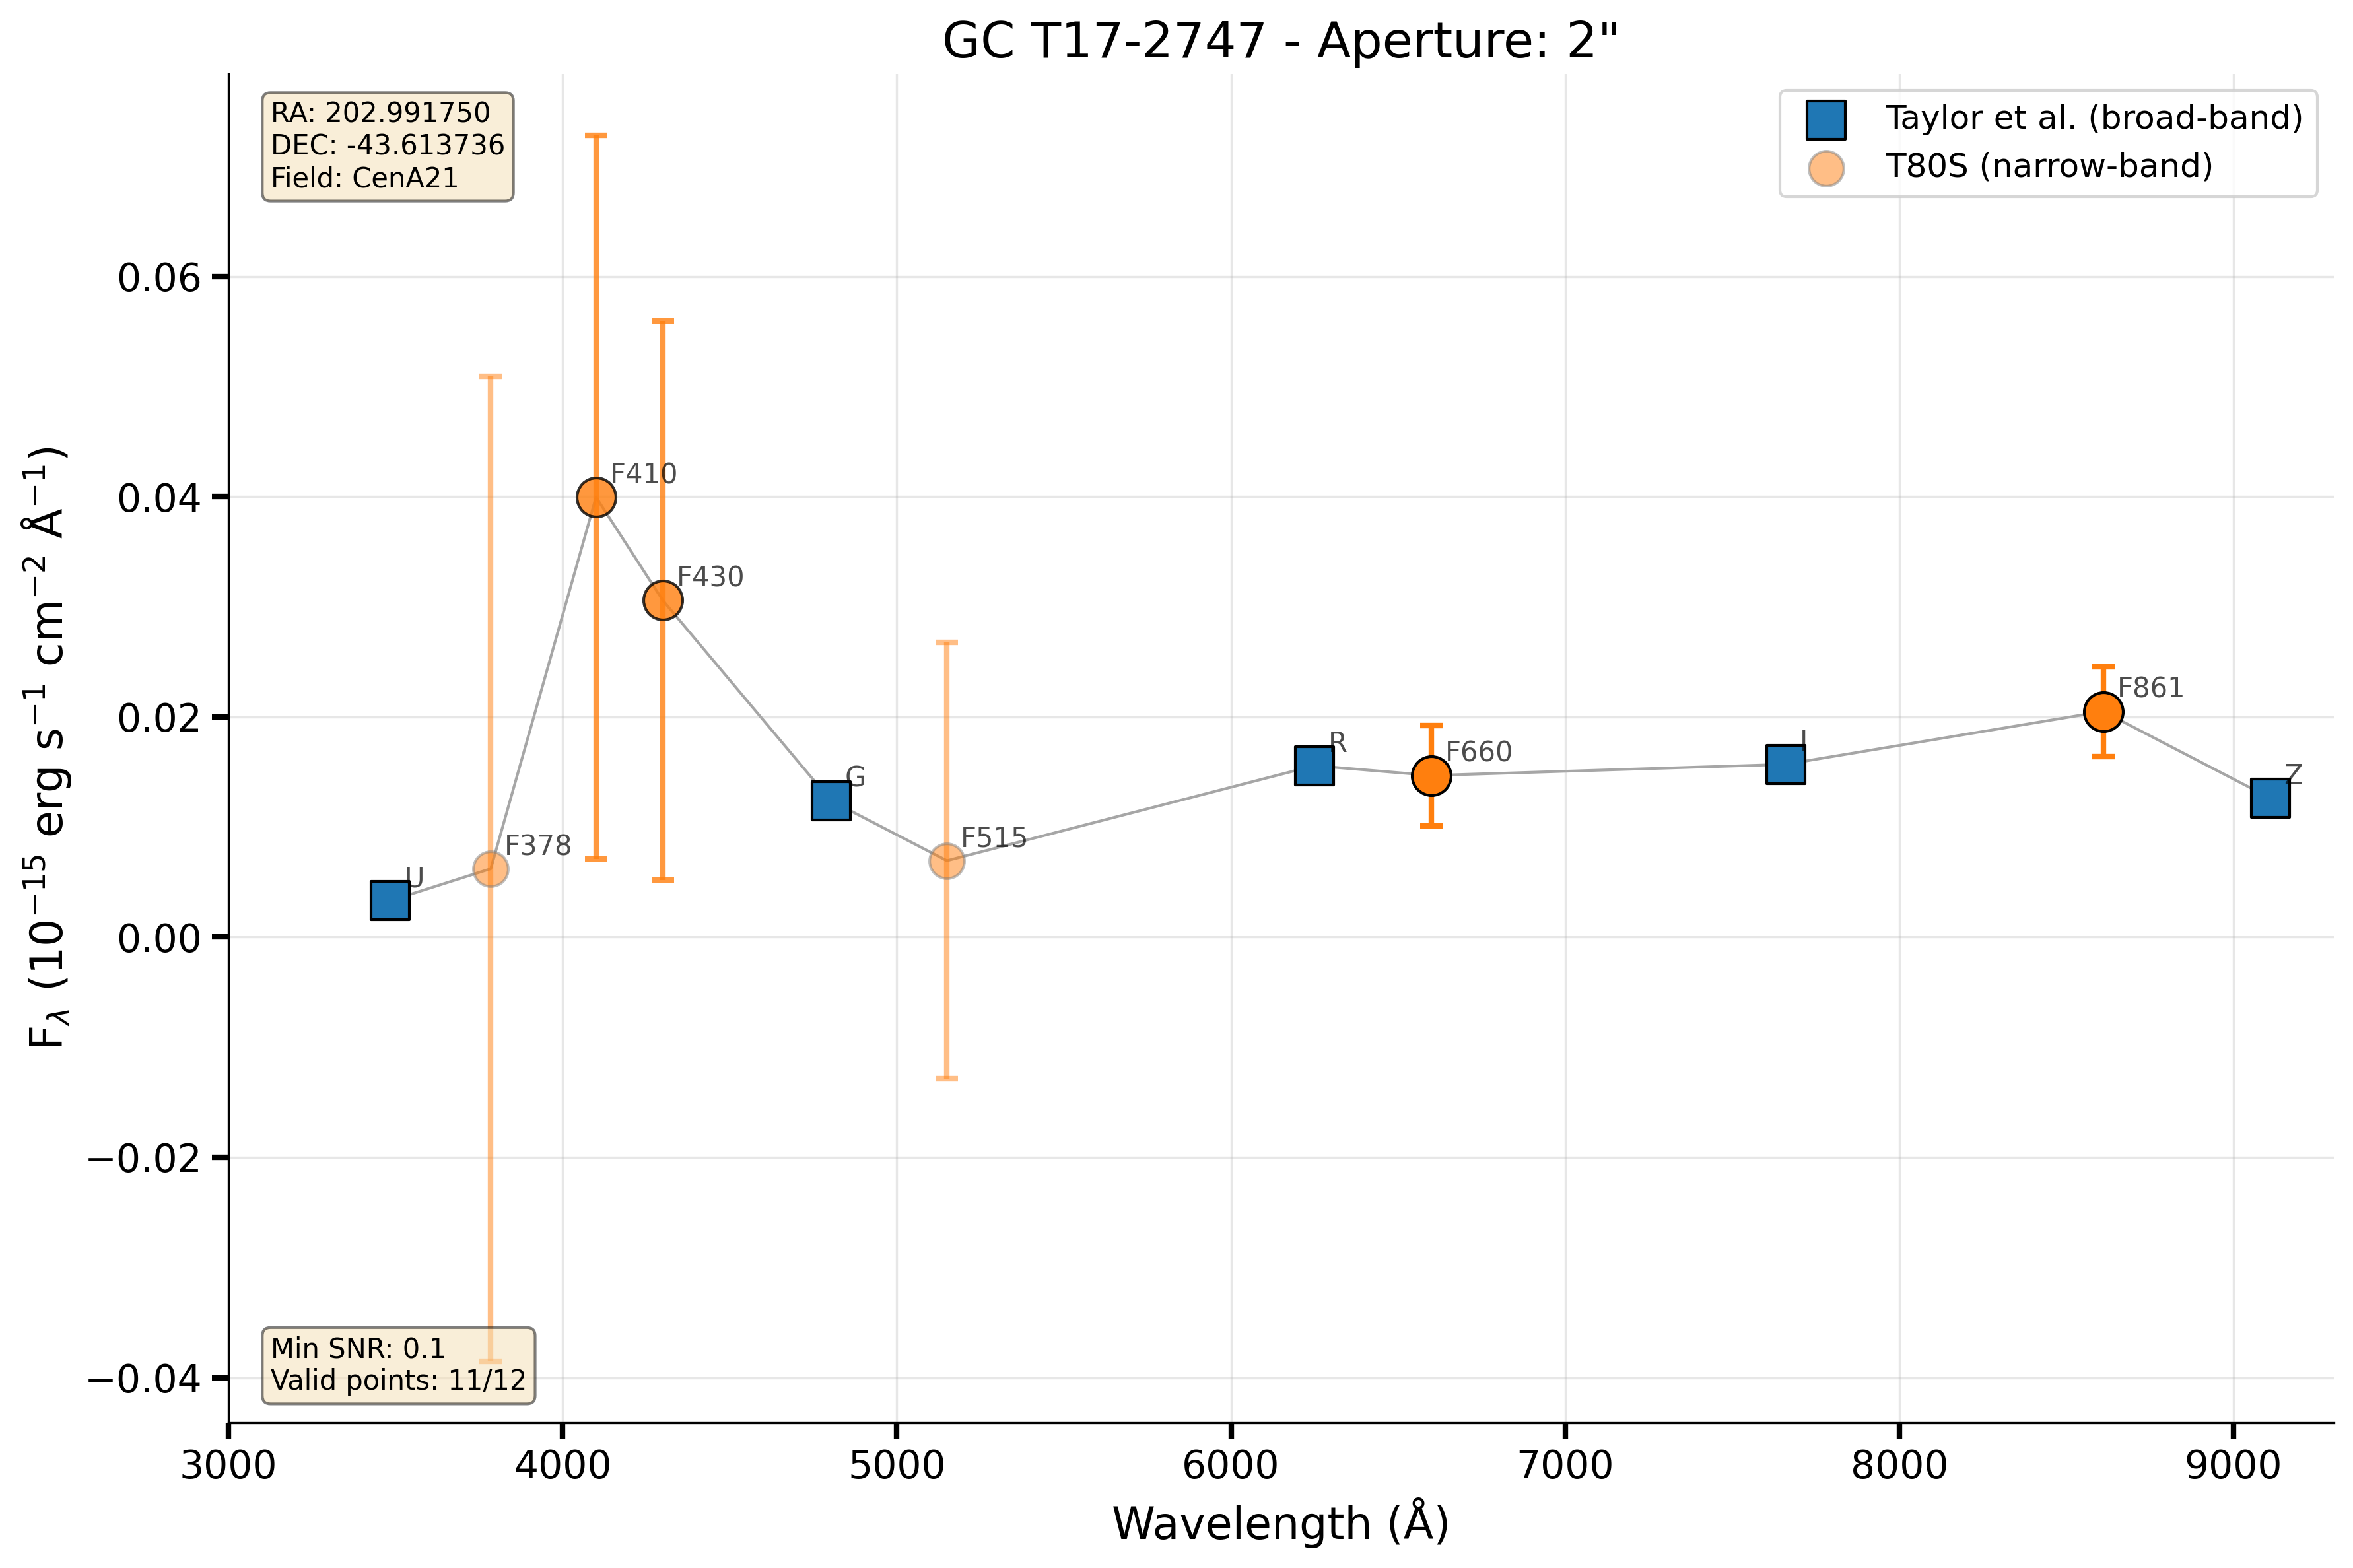 GC T17-2747 - Aperture: 2"
RA: 202.991750
DEC: -43.613736
Field: CenA21
Taylor et al. (broad-band)
T80S (narrow-band)
F410
F430
F378
F515
U
G
R
F660
I
F861
Z
0.06
0.04
0.02
0.00
−0.02
−0.04
F_λ (10⁻¹⁵ erg s⁻¹ cm⁻² Å⁻¹)
Min SNR: 0.1
Valid points: 11/12
3000 4000 5000 6000 7000 8000 9000
Wavelength (Å)